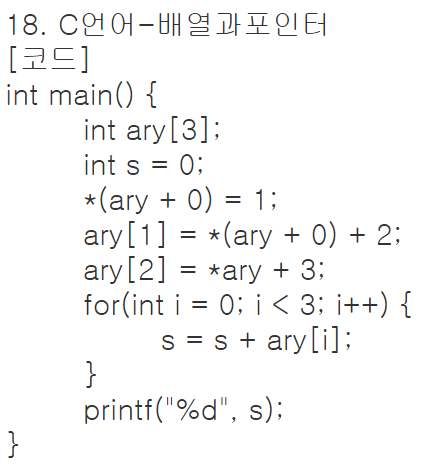 18. C언어-배열과포인터
[코드]
int main() {
int ary[3];
int s = 0;
*(ary + 0) = 1;
ary[1] = *(ary + 0) + 2;
ary[2] = *ary + 3;
for(int i = 0; i < 3; i++) {
s = s + ary[i];
}
printf("%d", s);
}